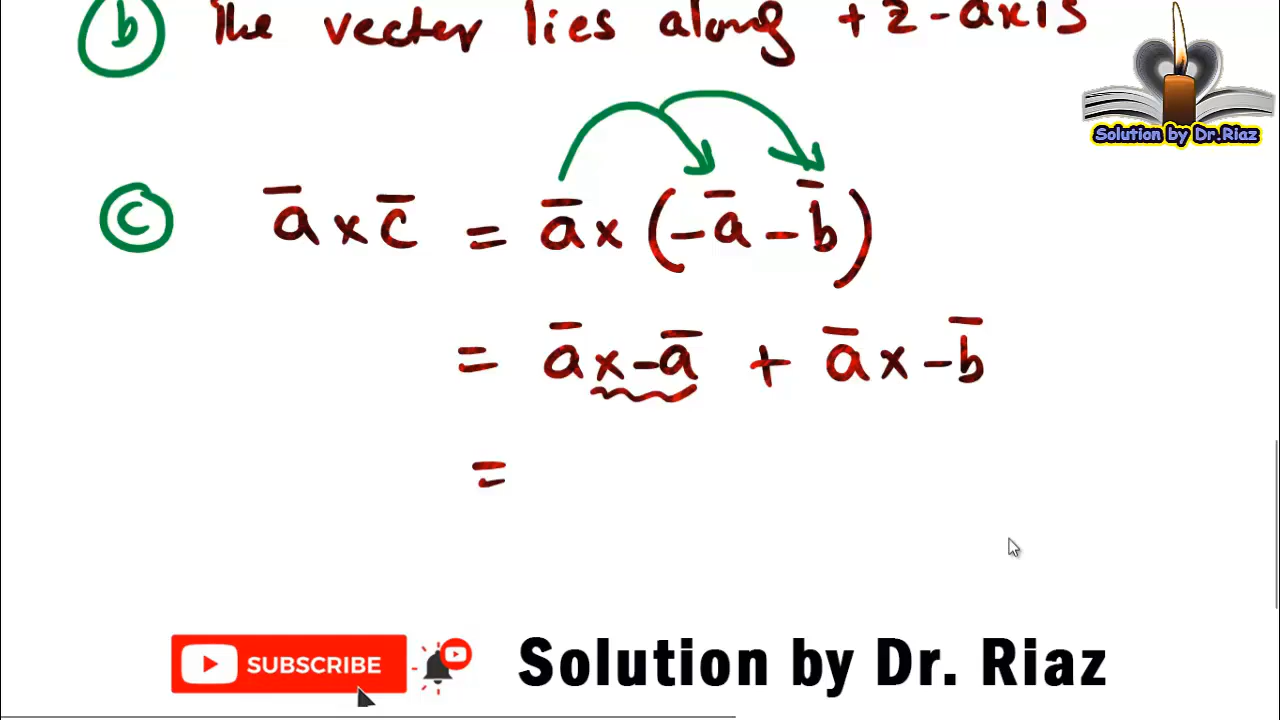 b The vector lies along +z-axis
Solution by Dr.Riaz
c a̅ x c̅ = a̅ x (-a̅ - b̅)
= a̅ x -a̅ + a̅ x -b̅
=
SUBSCRIBE
Solution by Dr. Riaz